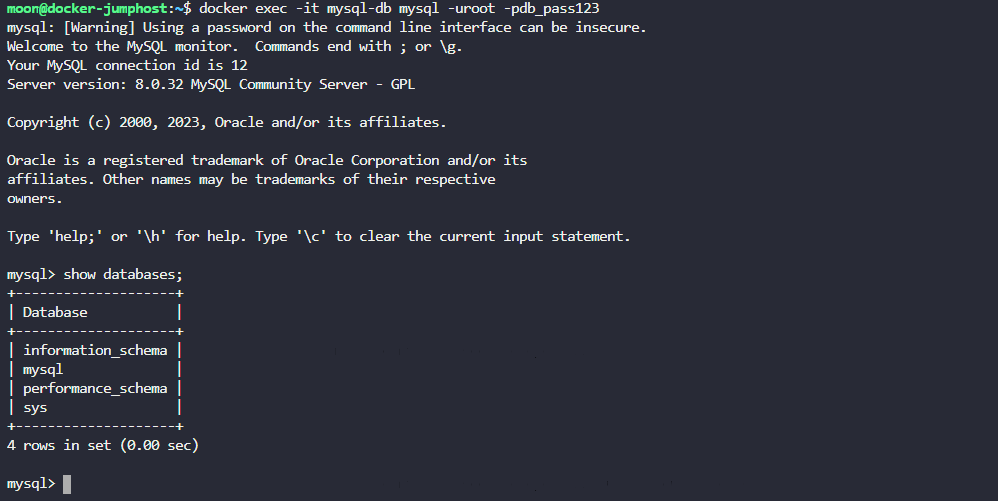 moon@docker-jumphost:~$ docker exec -it mysql-db mysql -uroot -pdb_pass123
mysql: [Warning] Using a password on the command line interface can be insecure.
Welcome to the MySQL monitor.  Commands end with ; or \g.
Your MySQL connection id is 12
Server version: 8.0.32 MySQL Community Server - GPL

Copyright (c) 2000, 2023, Oracle and/or its affiliates.

Oracle is a registered trademark of Oracle Corporation and/or its
affiliates. Other names may be trademarks of their respective
owners.

Type 'help;' or '\h' for help. Type '\c' to clear the current input statement.

mysql> show databases;
+--------------------+
| Database           |
+--------------------+
| information_schema |
| mysql              |
| performance_schema |
| sys                |
+--------------------+
4 rows in set (0.00 sec)

mysql>